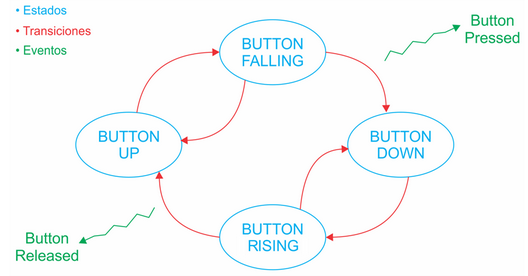 • Estados
• Transiciones
• Eventos
BUTTON
FALLING
Button
Pressed
BUTTON
UP
BUTTON
DOWN
BUTTON
RISING
Button
Released